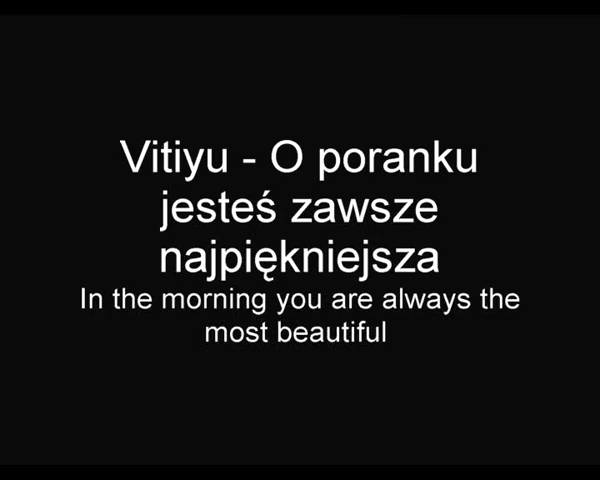 Vitiyu - O poranku
jesteś zawsze
najpiękniejsza
In the morning you are always the
most beautiful